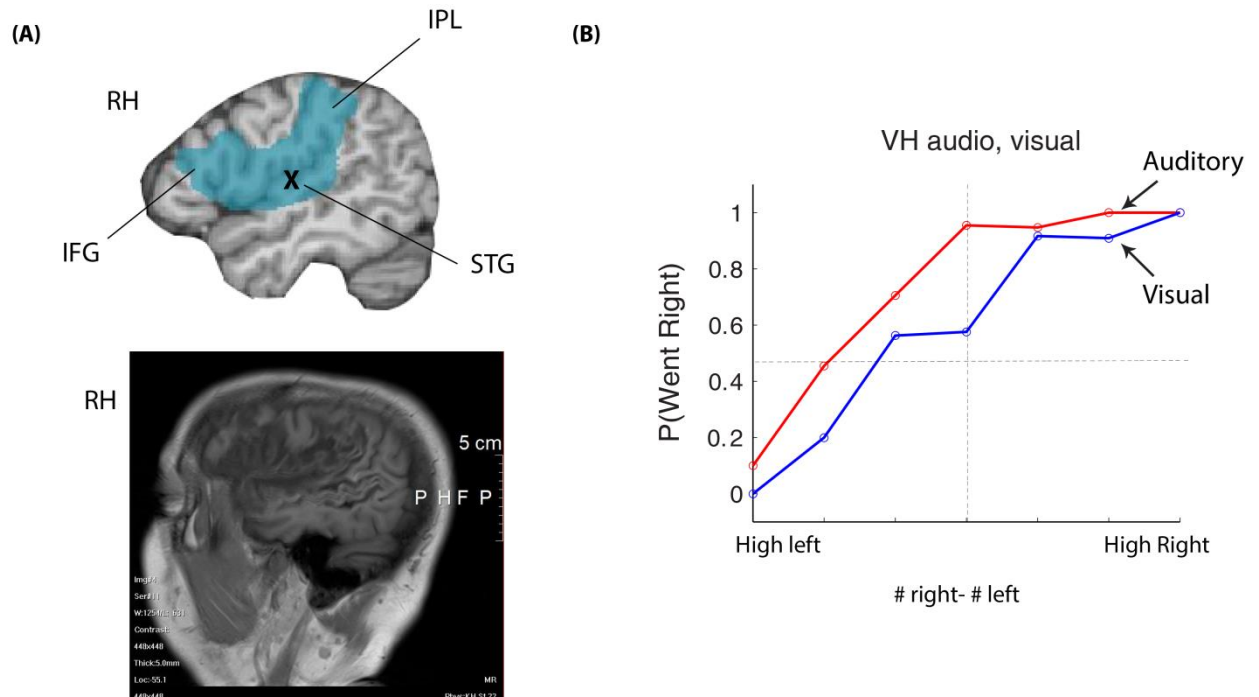 (A)
IPL
RH
X
IFG
STG
RH
5 cm
P H F P
Ser#11
Contrast:
448x448
Thick:5.0mm
Loc:-55.1
448x448
MR
(B)
VH audio, visual
Auditory
Visual
P(Went Right)
1
0.8
0.6
0.4
0.2
0
High left
High Right
# right- # left